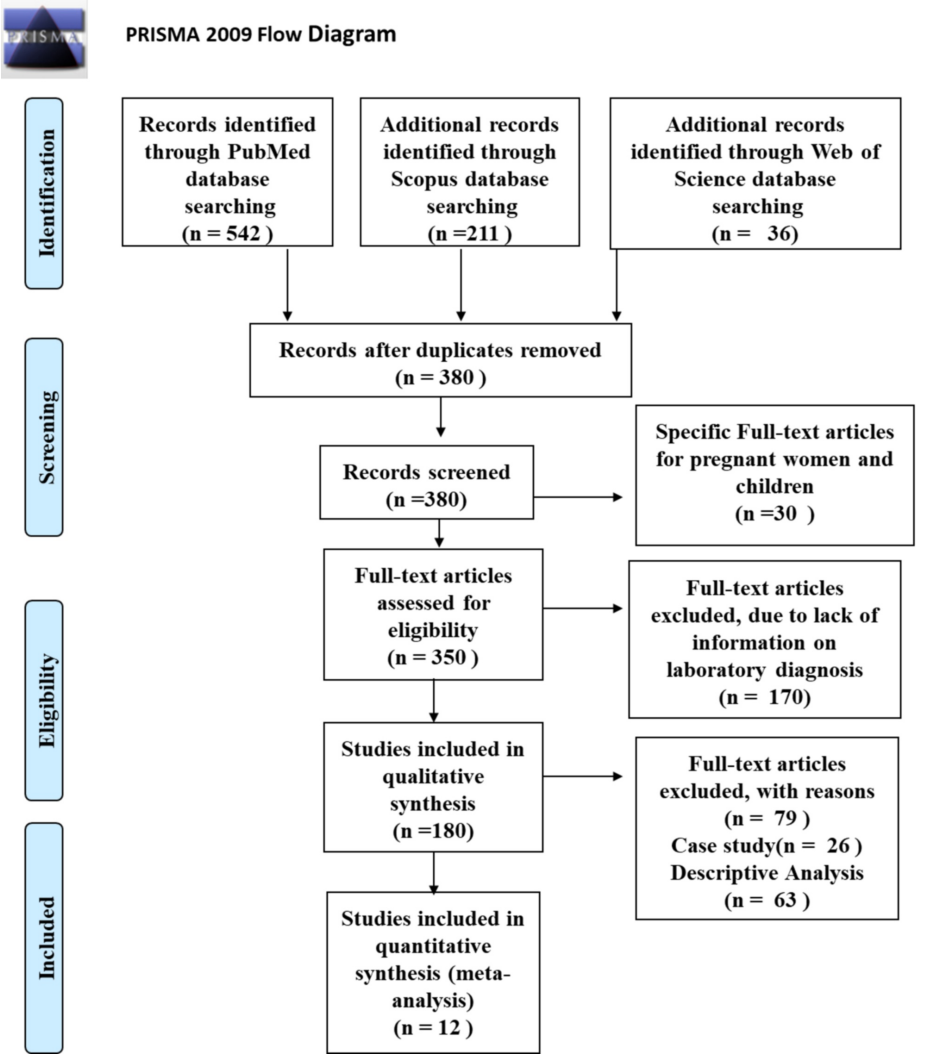 PRISMA
PRISMA 2009 Flow Diagram
Identification
Records identified
through PubMed
database
searching
(n = 542 )
Additional records
identified through
Scopus database
searching
(n =211 )
Additional records
identified through Web of
Science database
searching
(n =   36)
Records after duplicates removed
(n = 380 )
Screening
Records screened
(n =380)
Specific Full-text articles
for pregnant women and
children
(n =30  )
Full-text articles
assessed for
eligibility
(n = 350 )
Full-text articles
excluded, due to lack of
information on
laboratory diagnosis
(n =  170)
Eligibility
Studies included in
qualitative
synthesis
(n =180)
Full-text articles
excluded, with reasons
(n =  79 )
Case study(n =  26 )
Descriptive Analysis
(n =  63 )
Included
Studies included in
quantitative
synthesis (meta-
analysis)
(n = 12 )